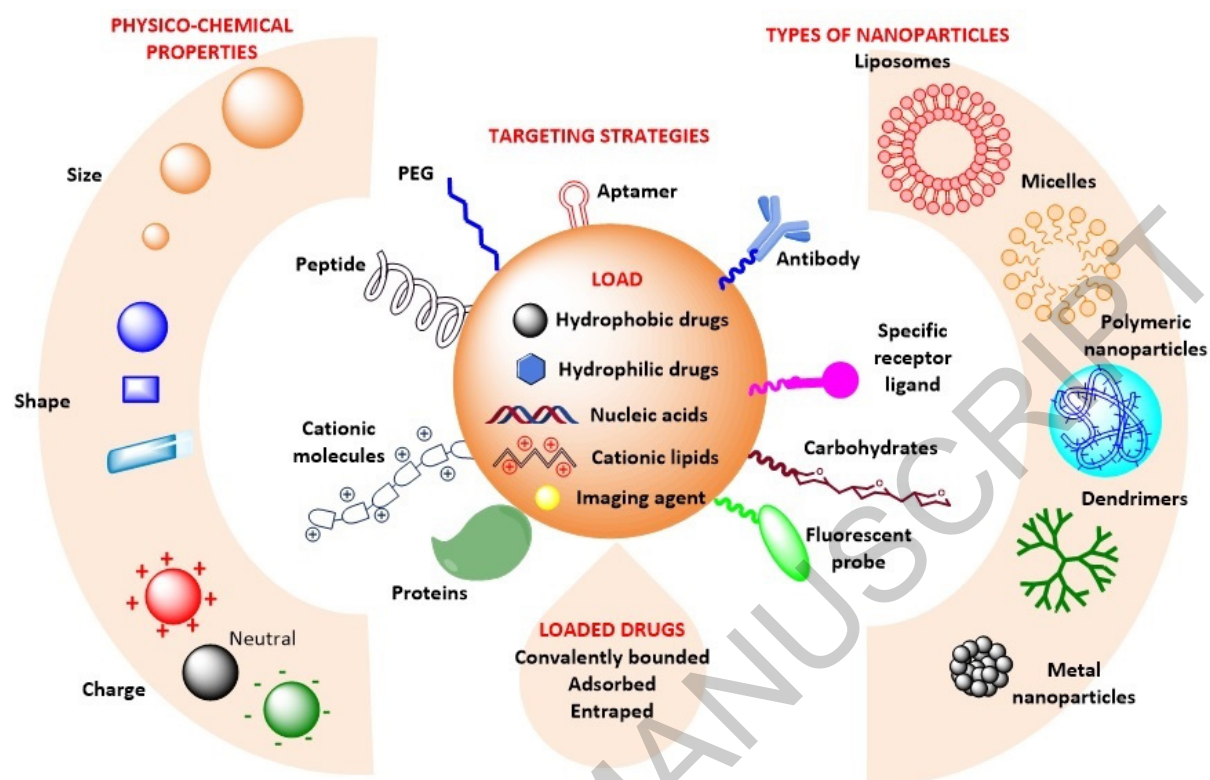 PHYSICO-CHEMICAL
PROPERTIES
Size
Shape
Neutral
Charge
TARGETING STRATEGIES
PEG
Aptamer
Peptide
Antibody
Specific
receptor
ligand
Cationic
molecules
Carbohydrates
Proteins
Fluorescent
probe
LOAD
Hydrophobic drugs
Hydrophilic drugs
Nucleic acids
Cationic lipids
Imaging agent
LOADED DRUGS
Convalently bounded
Adsorbed
Entraped
TYPES OF NANOPARTICLES
Liposomes
Micelles
Polymeric
nanoparticles
Dendrimers
Metal
nanoparticles
MANUSCRIPT